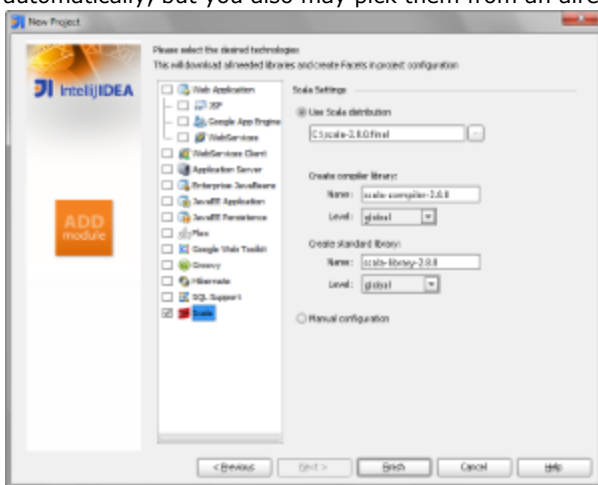 automatically, but you also may pick them from an
New Project
IntelliJIDEA
ADD
module
Please select the desired technologies
This will download all needed libraries and create Facets in project configuration
Web Application
JSP
Google App Engine
WebServices
WebServices Client
Application Server
Enterprise JavaBeans
JavaEE Application
JavaEE Persistence
Flex
Google Web Toolkit
Groovy
Hibernate
SQL Support
Scala
Scala Settings
Use Scala distribution
C:\scala-2.8.0.final
...
Create compiler library:
Name: scala-compiler-2.8.0
Level: global
Create standard library:
Name: scala-library-2.8.0
Level: global
Manual configuration
< Previous
Next >
Finish
Cancel
Help